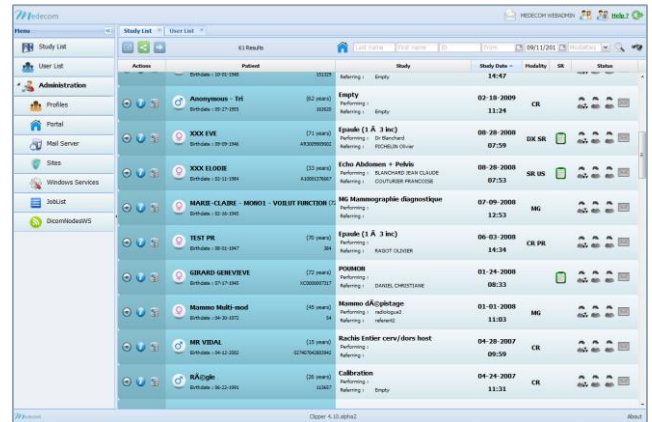 Medecom
MEDECOM WEBADMIN
Help ?
Menu
Study List
User List
Study List
User List
Administration
Profiles
Portal
Mail Server
Sites
Windows Services
JobList
DicomNodesWS
61 Results
Last name
First name
ID
From
09/11/201
Modalities
Actions
Patient
Study
Study Date
Modality
SR
Status
Referring : Empty
14:47
Anonymous - Tri
(62 years)
Empty
Performing :
Referring : Empty
02-18-2009
11:24
CR
XXX EVE
(71 years)
Epaule (1 Ã 3 inc)
Performing : Dr Blanchard
Referring : PICHELIN Olivier
08-28-2008
07:59
DX SR
XXX ELODIE
Echo Abdomen + Pelvis
Performing : BLANCHARD JEAN CLAUDE
Referring : COUTURIER FRANCOISE
08-28-2008
07:53
SR US
MARIE-CLAIRE - MONO1 - VOILUT FUNCTION (72
MG Mammographie diagnostique
Performing :
Referring :
07-09-2008
12:53
MG
TEST PR
(70 years)
Epaule (1 Ã 3 inc)
Performing :
Referring : RAGOT OLIVIER
06-03-2008
14:34
CR PR
GIRARD GENEVIEVE
(72 years)
POUMON
Performing :
Referring : DANIEL CHRISTIANE
01-24-2008
08:33
Mammo Multi-mod
(45 years)
Mammo dÃ©pistage
Performing : radiologue2
Referring : referent2
01-01-2008
11:03
MG
MR VIDAL
(15 years)
Rachis Entier cerv/dors host
Performing :
Referring :
04-28-2007
09:59
CR
RÃ©gle
Calibration
Performing :
Referring : Empty
04-24-2007
11:31
CR
Medecom
Clipper 4.10.alpha2
About